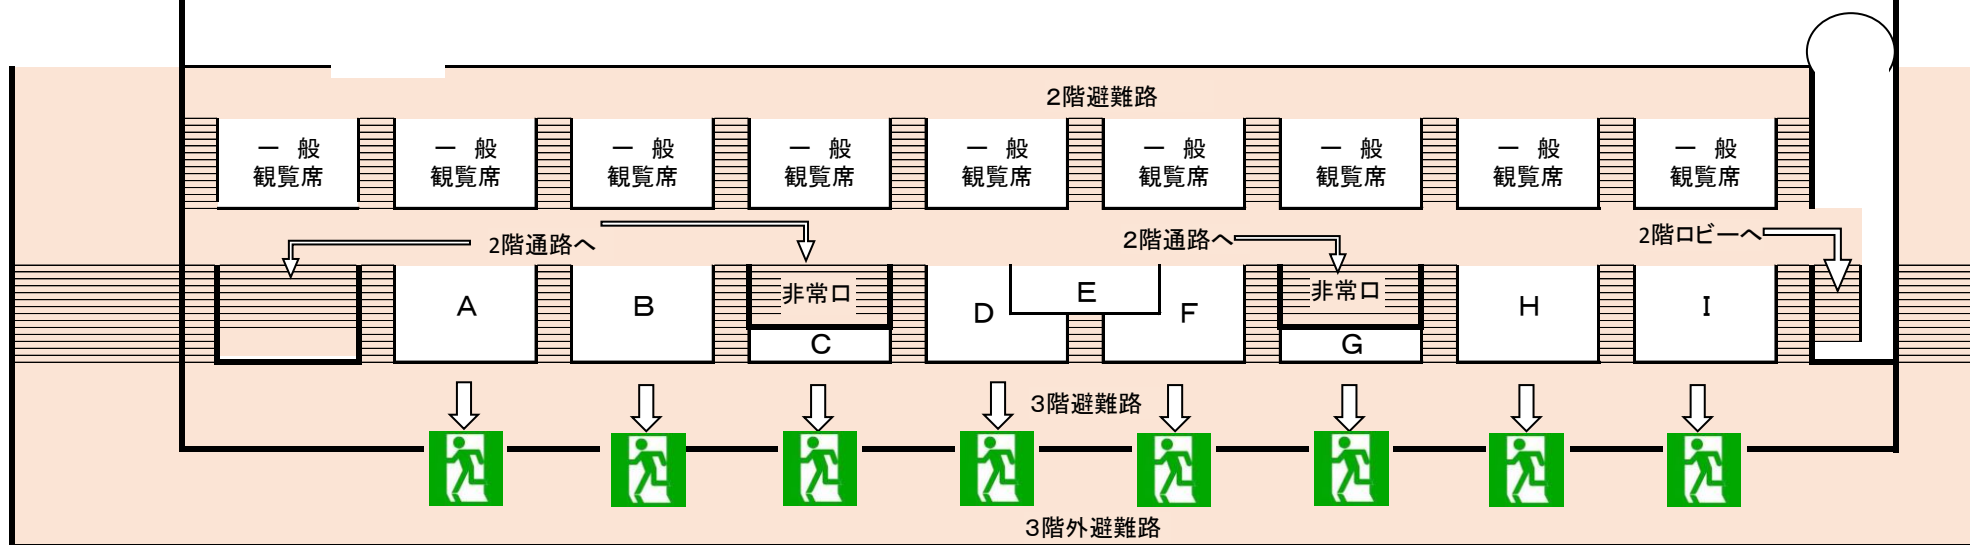 2階避難路
一 般
観覧席
一 般
観覧席
一 般
観覧席
一 般
観覧席
一 般
観覧席
一 般
観覧席
一 般
観覧席
一 般
観覧席
一 般
観覧席
2階通路へ
2階通路へ
2階ロビーへ
A
B
非常口
C
D
E
F
非常口
G
H
I
3階避難路
3階外避難路